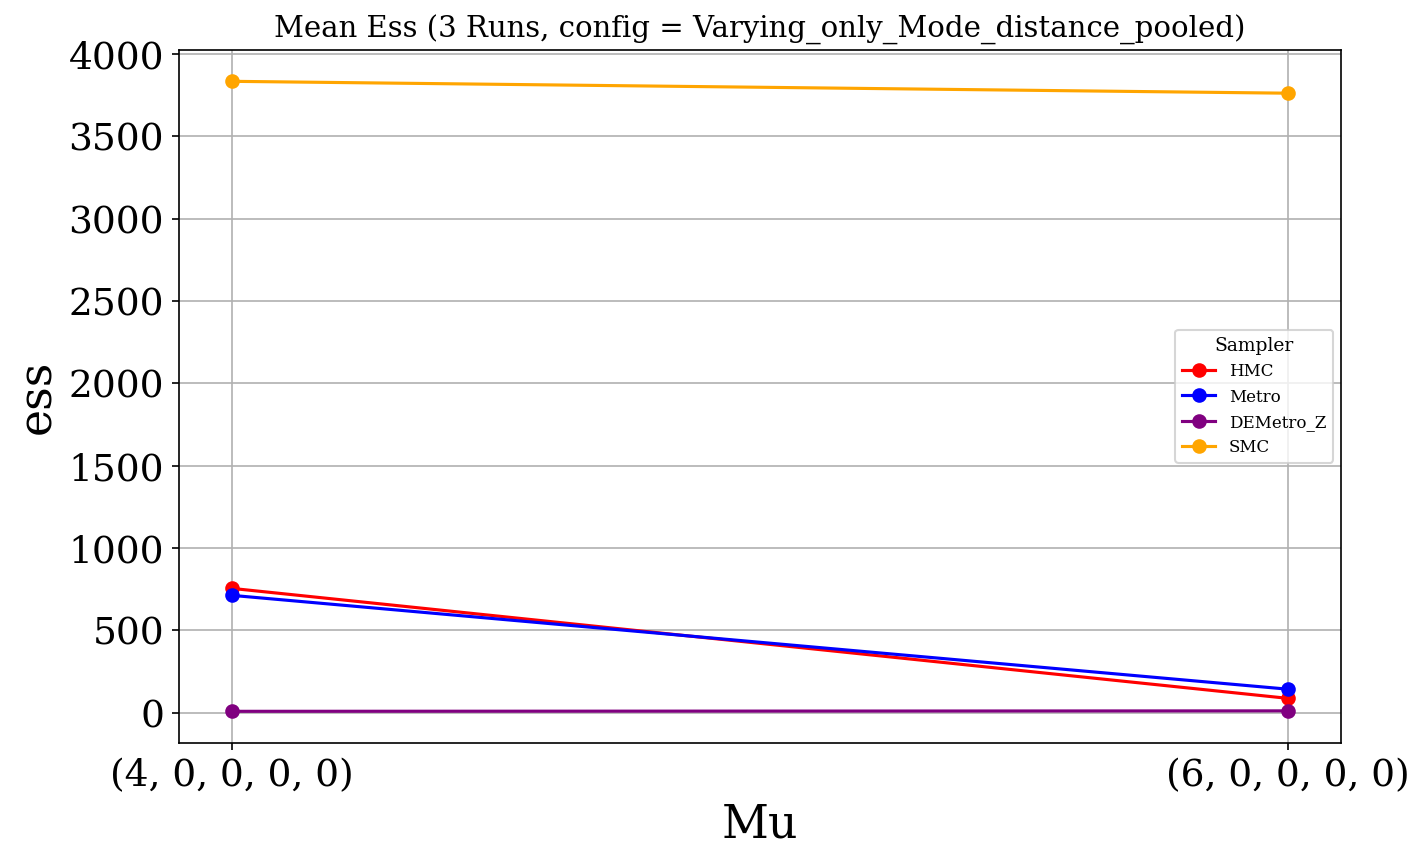 Mean Ess (3 Runs, config = Varying_only_Mode_distance_pooled)
4000
3500
3000
2500
2000
1500
1000
500
0
ess
Sampler
HMC
Metro
DEMetro_Z
SMC
(4, 0, 0, 0, 0)
(6, 0, 0, 0, 0)
Mu